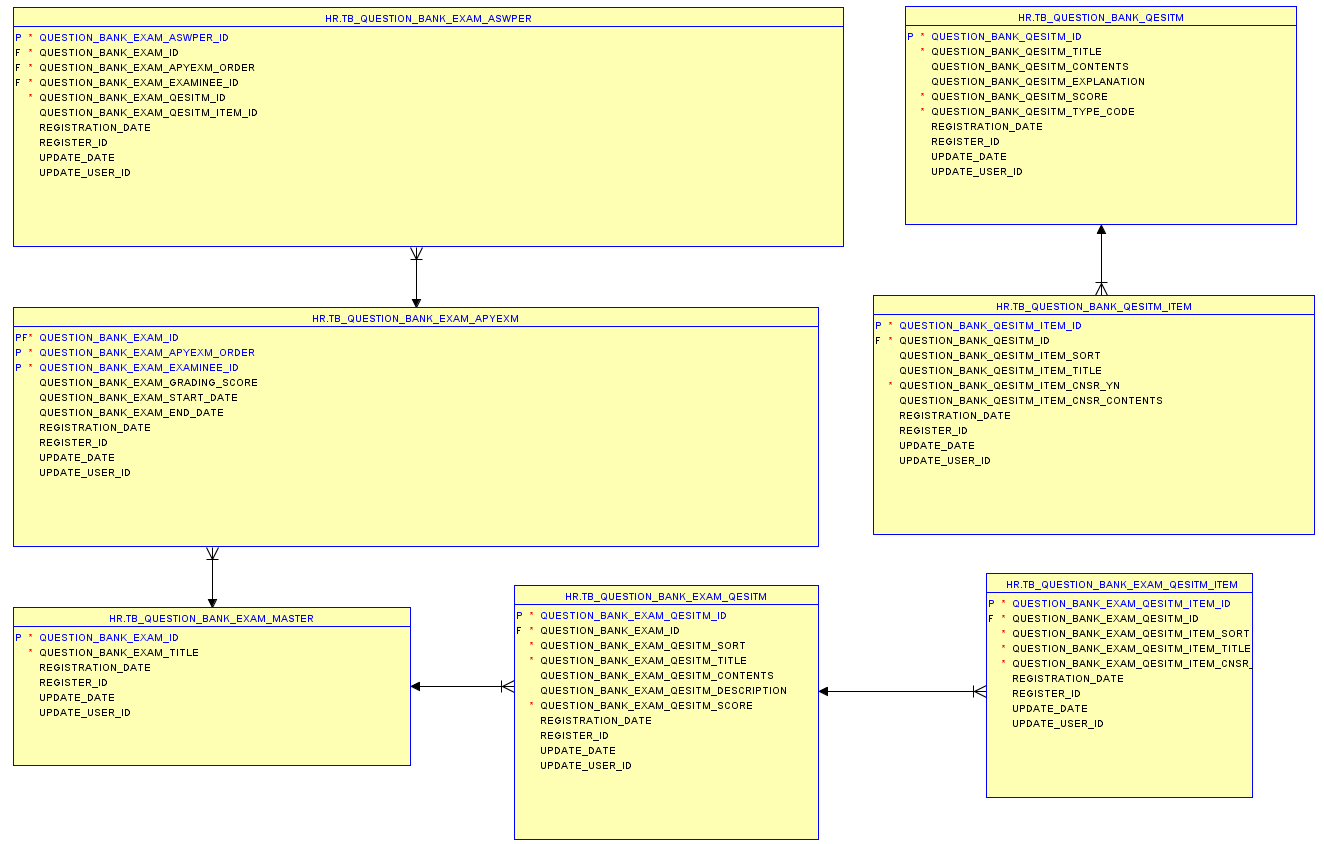 HR.TB_QUESTION_BANK_EXAM_ASWPER
P * QUESTION_BANK_EXAM_ASWPER_ID
F * QUESTION_BANK_EXAM_ID
F * QUESTION_BANK_EXAM_APYEXM_ORDER
F * QUESTION_BANK_EXAM_EXAMINEE_ID
* QUESTION_BANK_EXAM_QESITM_ID
QUESTION_BANK_EXAM_QESITM_ITEM_ID
REGISTRATION_DATE
REGISTER_ID
UPDATE_DATE
UPDATE_USER_ID
HR.TB_QUESTION_BANK_QESITM
P * QUESTION_BANK_QESITM_ID
* QUESTION_BANK_QESITM_TITLE
QUESTION_BANK_QESITM_CONTENTS
QUESTION_BANK_QESITM_EXPLANATION
* QUESTION_BANK_QESITM_SCORE
* QUESTION_BANK_QESITM_TYPE_CODE
REGISTRATION_DATE
REGISTER_ID
UPDATE_DATE
UPDATE_USER_ID
HR.TB_QUESTION_BANK_EXAM_APYEXM
PF* QUESTION_BANK_EXAM_ID
P * QUESTION_BANK_EXAM_APYEXM_ORDER
P * QUESTION_BANK_EXAM_EXAMINEE_ID
QUESTION_BANK_EXAM_GRADING_SCORE
QUESTION_BANK_EXAM_START_DATE
QUESTION_BANK_EXAM_END_DATE
REGISTRATION_DATE
REGISTER_ID
UPDATE_DATE
UPDATE_USER_ID
HR.TB_QUESTION_BANK_QESITM_ITEM
P * QUESTION_BANK_QESITM_ITEM_ID
F * QUESTION_BANK_QESITM_ID
QUESTION_BANK_QESITM_ITEM_SORT
QUESTION_BANK_QESITM_ITEM_TITLE
* QUESTION_BANK_QESITM_ITEM_CNSR_YN
QUESTION_BANK_QESITM_ITEM_CNSR_CONTENTS
REGISTRATION_DATE
REGISTER_ID
UPDATE_DATE
UPDATE_USER_ID
HR.TB_QUESTION_BANK_EXAM_MASTER
P * QUESTION_BANK_EXAM_ID
* QUESTION_BANK_EXAM_TITLE
REGISTRATION_DATE
REGISTER_ID
UPDATE_DATE
UPDATE_USER_ID
HR.TB_QUESTION_BANK_EXAM_QESITM
P * QUESTION_BANK_EXAM_QESITM_ID
F * QUESTION_BANK_EXAM_ID
* QUESTION_BANK_EXAM_QESITM_SORT
* QUESTION_BANK_EXAM_QESITM_TITLE
QUESTION_BANK_EXAM_QESITM_CONTENTS
QUESTION_BANK_EXAM_QESITM_DESCRIPTION
* QUESTION_BANK_EXAM_QESITM_SCORE
REGISTRATION_DATE
REGISTER_ID
UPDATE_DATE
UPDATE_USER_ID
HR.TB_QUESTION_BANK_EXAM_QESITM_ITEM
P * QUESTION_BANK_EXAM_QESITM_ITEM_ID
F * QUESTION_BANK_EXAM_QESITM_ID
* QUESTION_BANK_EXAM_QESITM_ITEM_SORT
* QUESTION_BANK_EXAM_QESITM_ITEM_TITLE
* QUESTION_BANK_EXAM_QESITM_ITEM_CNSR_
REGISTRATION_DATE
REGISTER_ID
UPDATE_DATE
UPDATE_USER_ID